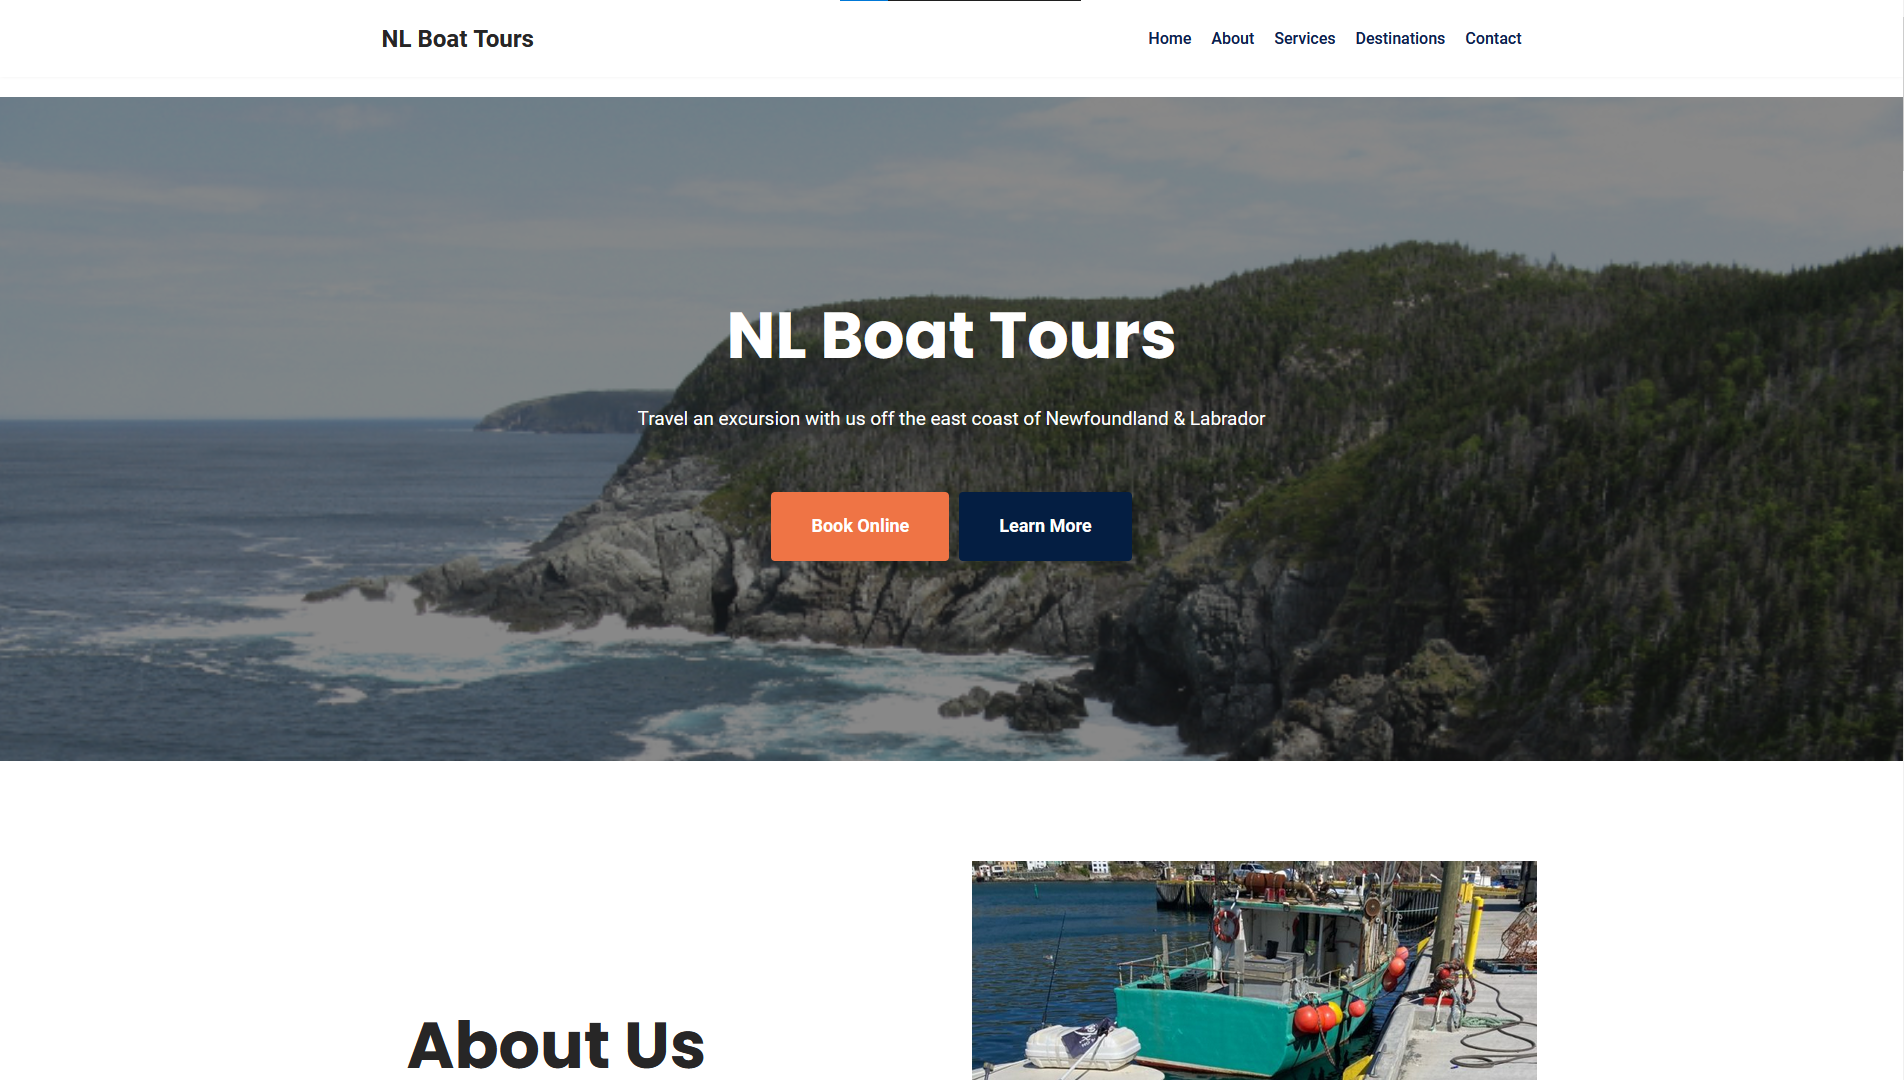 NL Boat Tours
Home About Services Destinations Contact
NL Boat Tours
Travel an excursion with us off the east coast of Newfoundland & Labrador
Book Online Learn More
About Us